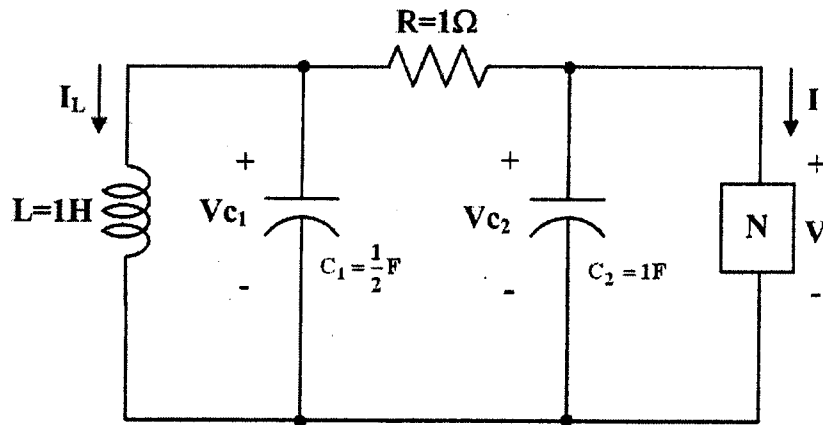 R=1Ω
I_L
I
+
+
+
L=1H
Vc₁
Vc₂
N
V
C₁ = 1/2 F
C₂ = 1F
-
-
-